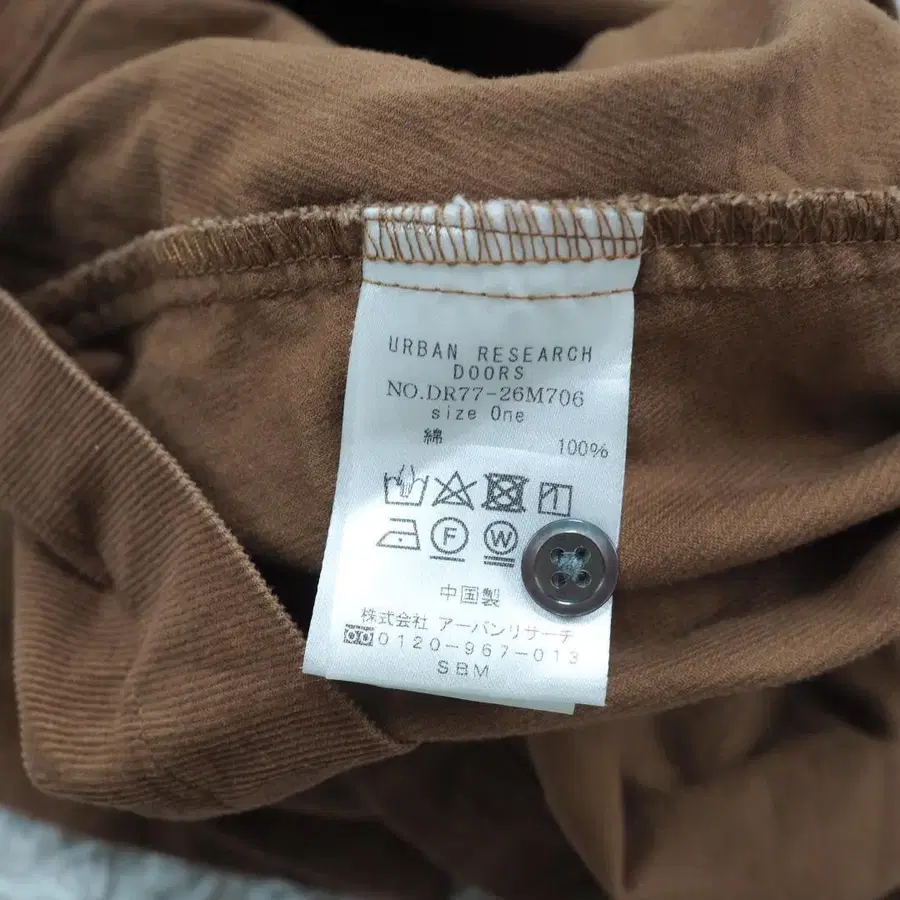 URBAN RESEARCH
DOORS
NO.DR77-26M706
size One
綿 100%
F W
中国製
株式会社 アーバンリサーチ
0120-967-013
SBM